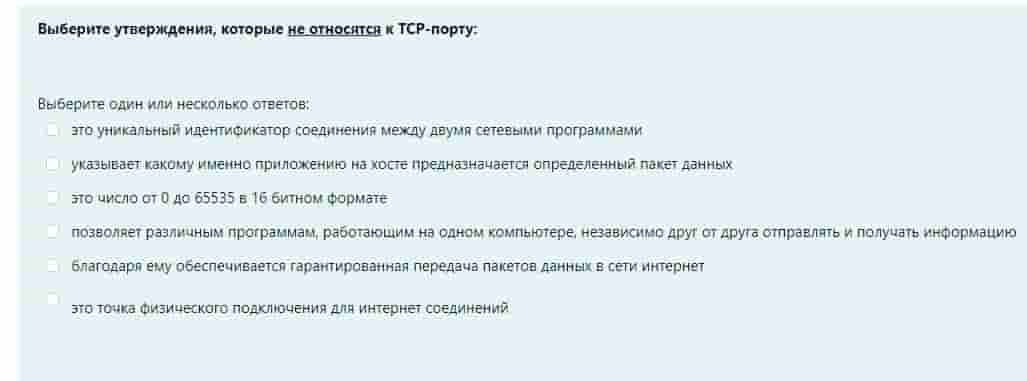 Выберите утверждения, которые не относятся к TCP-порту:
Выберите один или несколько ответов:
это уникальный идентификатор соединения между двумя сетевыми программами
указывает какому именно приложению на хосте предназначается определенный пакет данных
это число от 0 до 65535 в 16 битном формате
позволяет различным программам, работающим на одном компьютере, независимо друг от друга отправлять и получать информацию
благодаря ему обеспечивается гарантированная передача пакетов данных в сети интернет
это точка физического подключения для интернет соединений